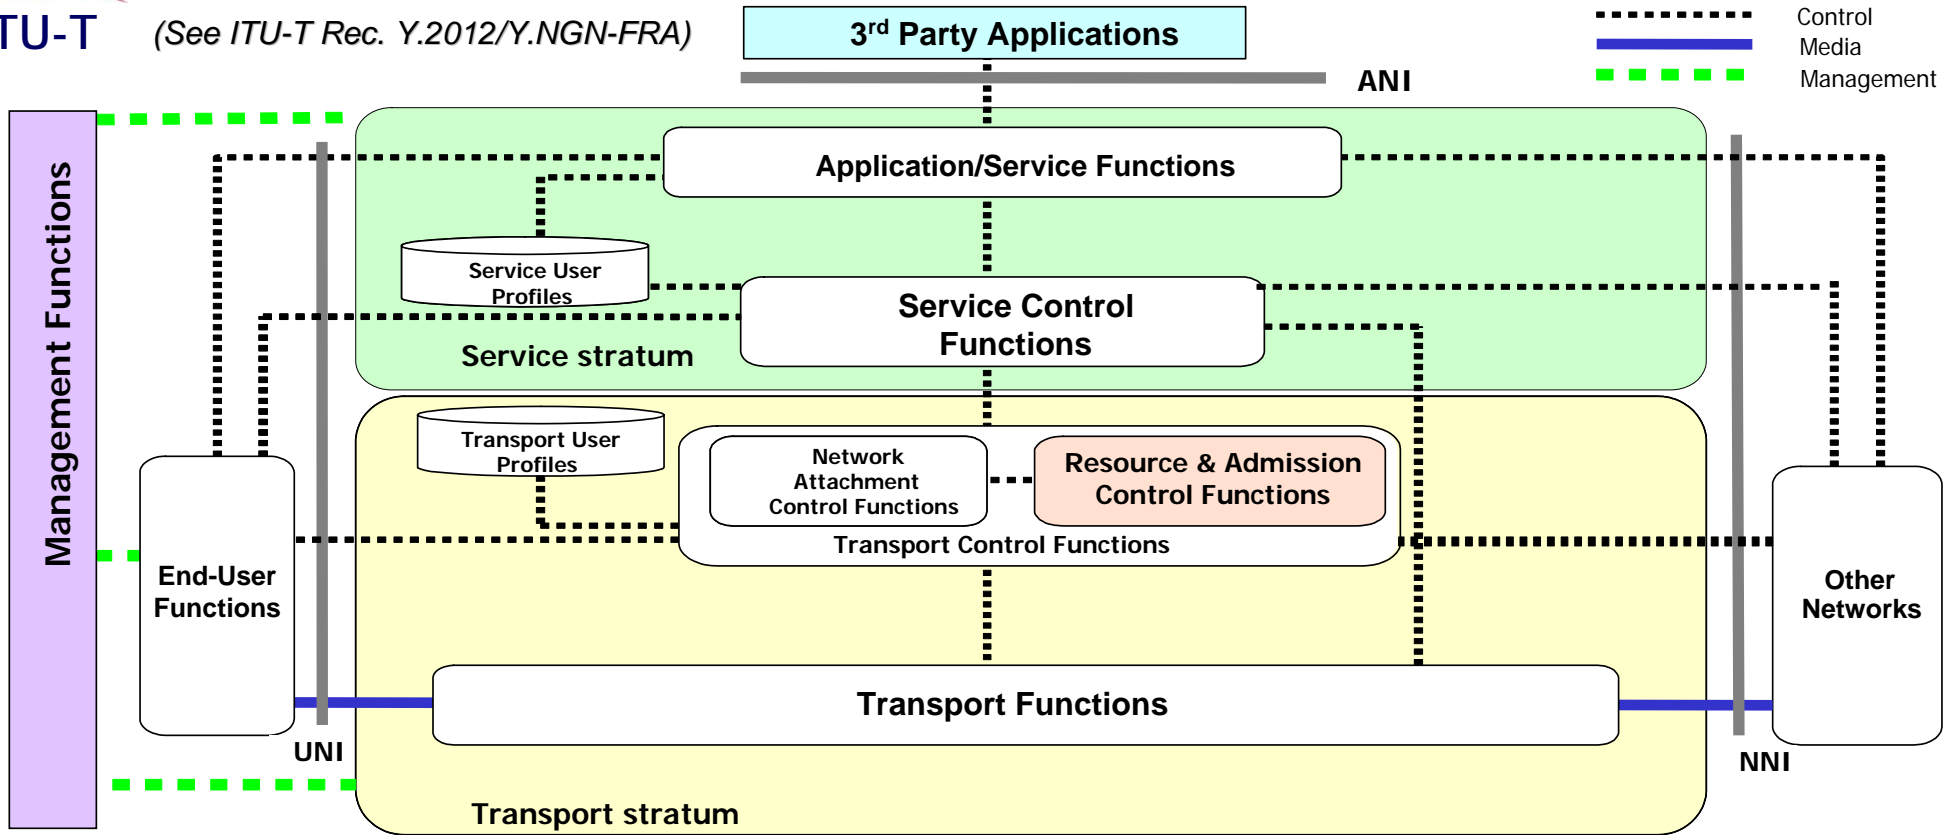 TU-T
(See ITU-T Rec. Y.2012/Y.NGN-FRA)
3rd Party Applications
Control
Media
Management
ANI
Management Functions
Application/Service Functions
Service User
Profiles
Service Control
Functions
Service stratum
Transport User
Profiles
Network
Attachment
Control Functions
Resource & Admission
Control Functions
Transport Control Functions
End-User
Functions
Other
Networks
Transport Functions
UNI
NNI
Transport stratum